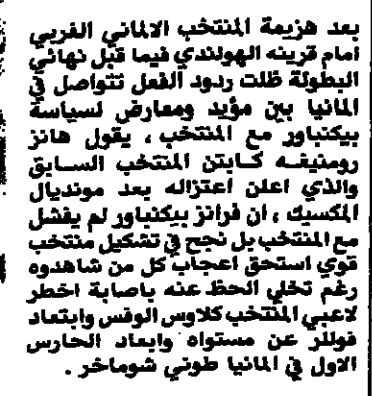 بعد هزيمة المنتخب الالماني الغربي
امام قرينه الهولندي فيما قبل نهائي
البطولة ظلت ردود الفعل تتواصل في
المانيا بين مؤيد ومعارض لسياسة
بيكنباور مع المنتخب ، يقول هانز
رومنيغه كابتن المنتخب السابق
والذي اعلن اعتزاله بعد مونديال
المكسيك ، ان فرانز بيكنباور لم يفشل
مع المنتخب بل نجح في تشكيل منتخب
قوي استحق اعجاب كل من شاهدوه
رغم تخلي الحظ عنه باصابة اخطر
لاعبي المنتخب كلاوس الوفس وابتعاد
فوللر عن مستواه وابعاد الحارس
الاول في المانيا طوني شوماخر .